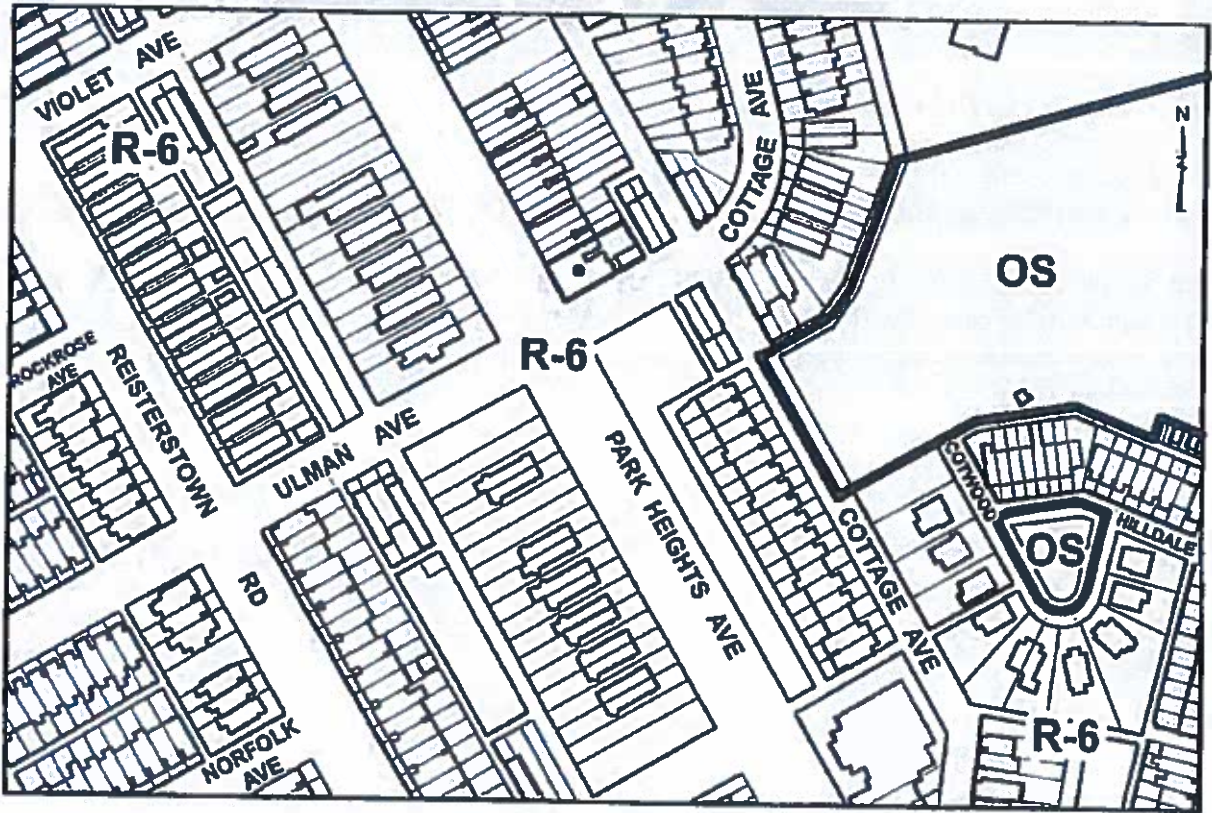 VIOLET AVE
R-6
COTTAGE AVE
N
OS
ROCKROSE
AVE
REISTERSTOWN
RD
ULMAN AVE
R-6
PARK HEIGHTS AVE
COTTAGE AVE
COYWOOD
HILLDALE
OS
R-6
NORFOLK
AVE